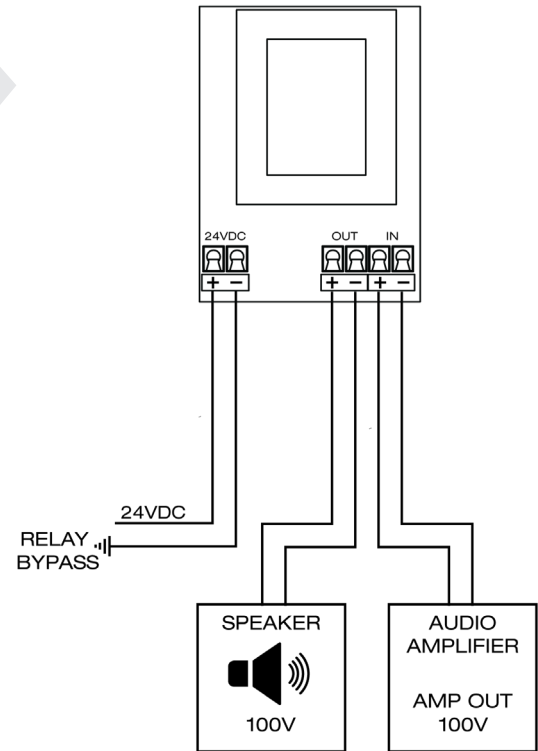 24VDC OUT IN
+ − + − + −
24VDC
RELAY
BYPASS
SPEAKER
100V
AUDIO
AMPLIFIER
AMP OUT
100V